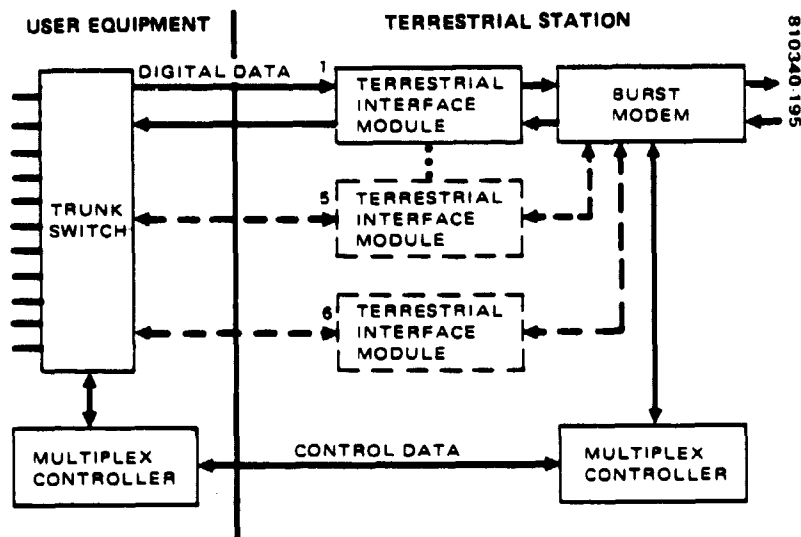 USER EQUIPMENT
TERRESTRIAL STATION
810340-195
DIGITAL DATA
1
TERRESTRIAL
INTERFACE
MODULE
BURST
MODEM
TRUNK
SWITCH
5
TERRESTRIAL
INTERFACE
MODULE
6
TERRESTRIAL
INTERFACE
MODULE
MULTIPLEX
CONTROLLER
CONTROL DATA
MULTIPLEX
CONTROLLER